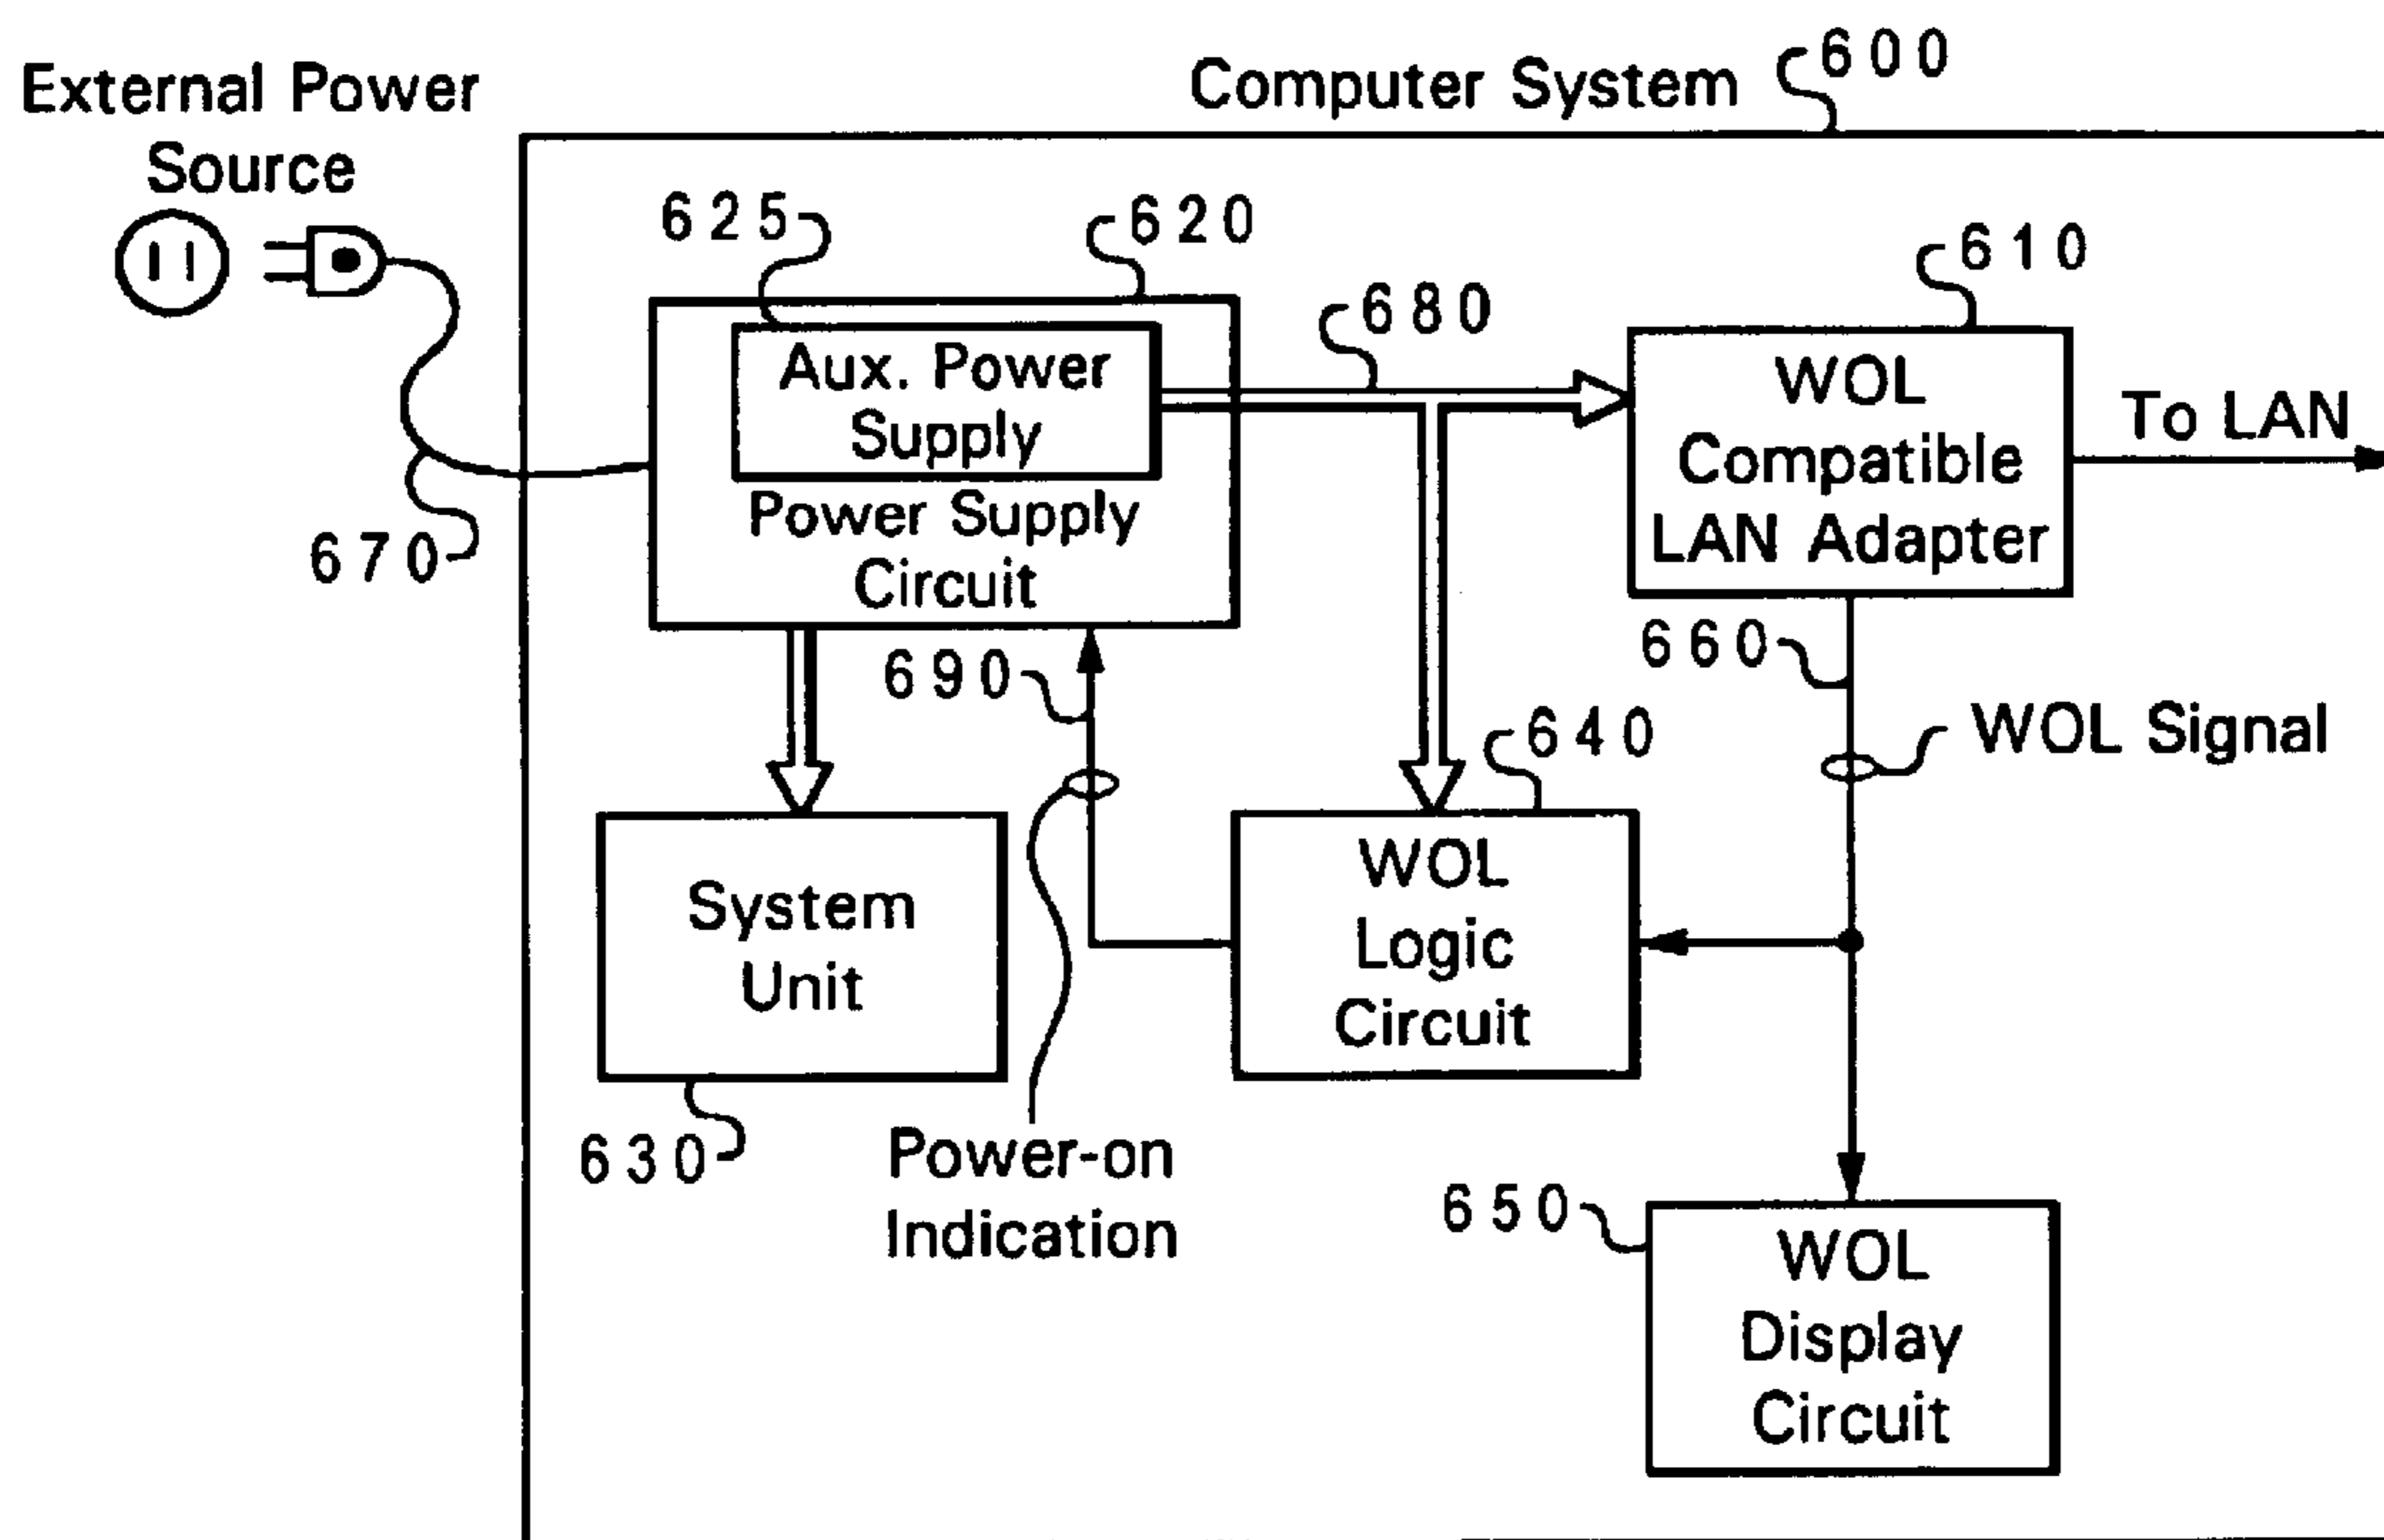 Computer System
600
External Power
Source
625
620
610
680
Aux. Power
Supply
Power Supply
Circuit
WOL
Compatible
LAN Adapter
To LAN
670
690
660
WOL Signal
640
System
Unit
WOL
Logic
Circuit
630
Power-on
Indication
650
WOL
Display
Circuit